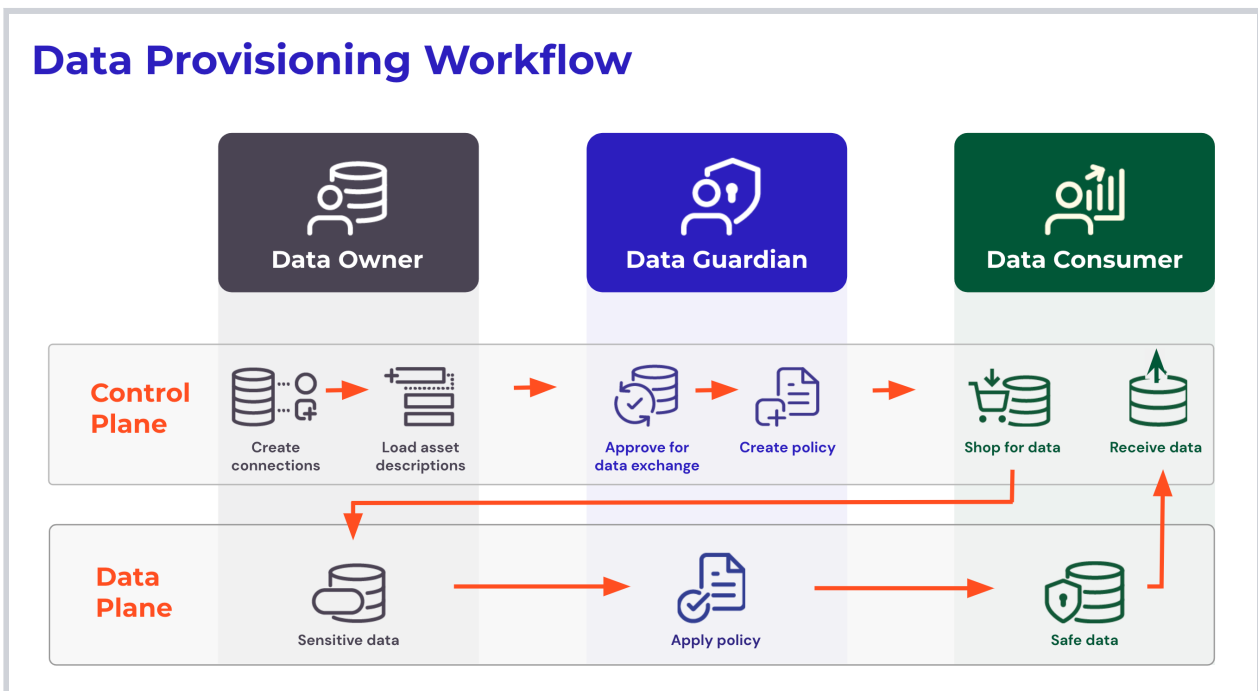 Data Provisioning Workflow
Data Owner
Data Guardian
Data Consumer
Control
Plane
Create
connections
Load asset
descriptions
Approve for
data exchange
Create policy
Shop for data
Receive data
Data
Plane
Sensitive data
Apply policy
Safe data